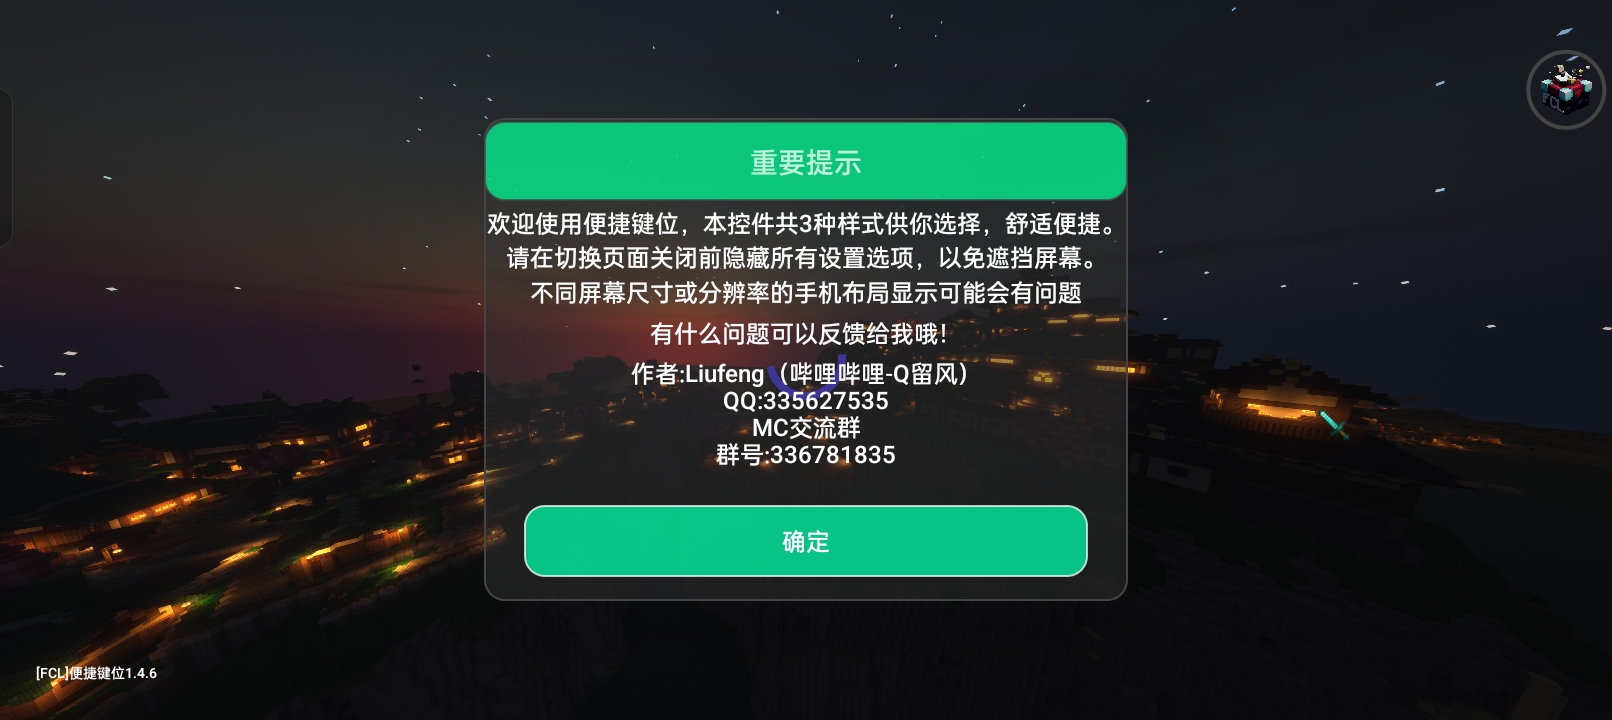 重要提示
欢迎使用便捷键位，本控件共3种样式供你选择，舒适便捷。
请在切换页面关闭前隐藏所有设置选项，以免遮挡屏幕。
不同屏幕尺寸或分辨率的手机布局显示可能会有问题
有什么问题可以反馈给我哦！
作者:Liufeng（哔哩哔哩-Q留风）
QQ:335627535
MC交流群
群号:336781835
确定
FCL
[FCL]便捷键位1.4.6